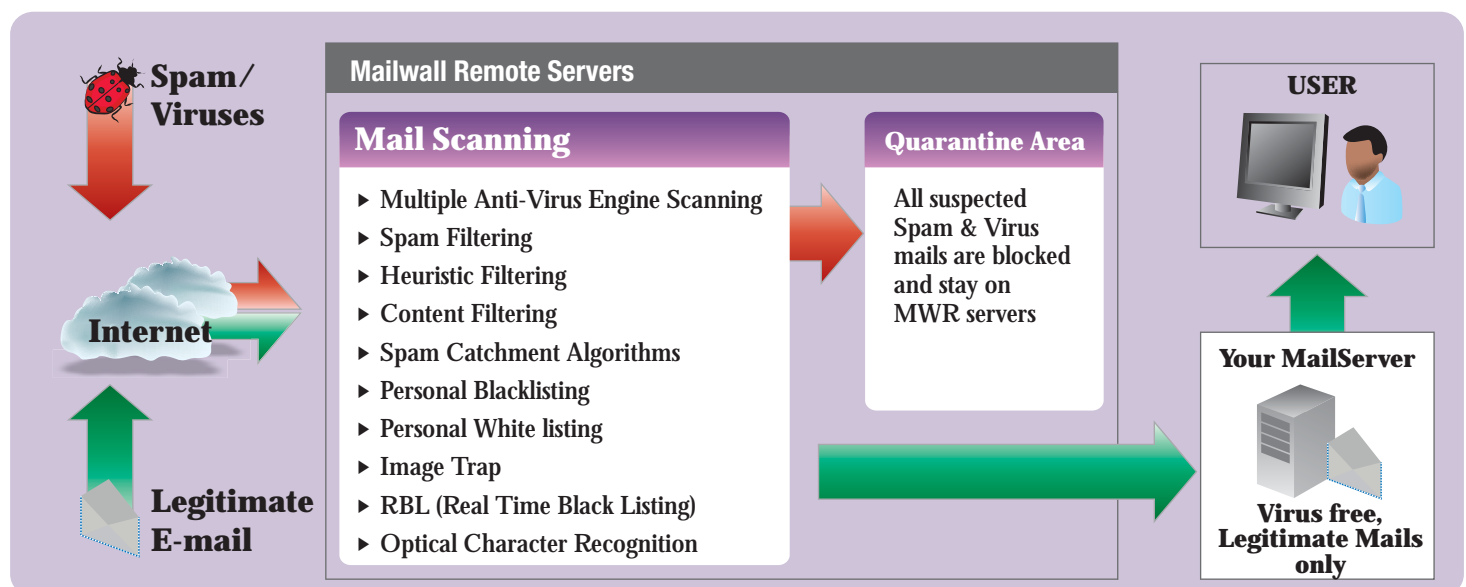 Spam/
Viruses
Internet
Legitimate
E-mail
Mailwall Remote Servers
Mail Scanning
Multiple Anti-Virus Engine Scanning
Spam Filtering
Heuristic Filtering
Content Filtering
Spam Catchment Algorithms
Personal Blacklisting
Personal White listing
Image Trap
RBL (Real Time Black Listing)
Optical Character Recognition
Quarantine Area
All suspected
Spam & Virus
mails are blocked
and stay on
MWR servers
USER
Your MailServer
Virus free,
Legitimate Mails
only